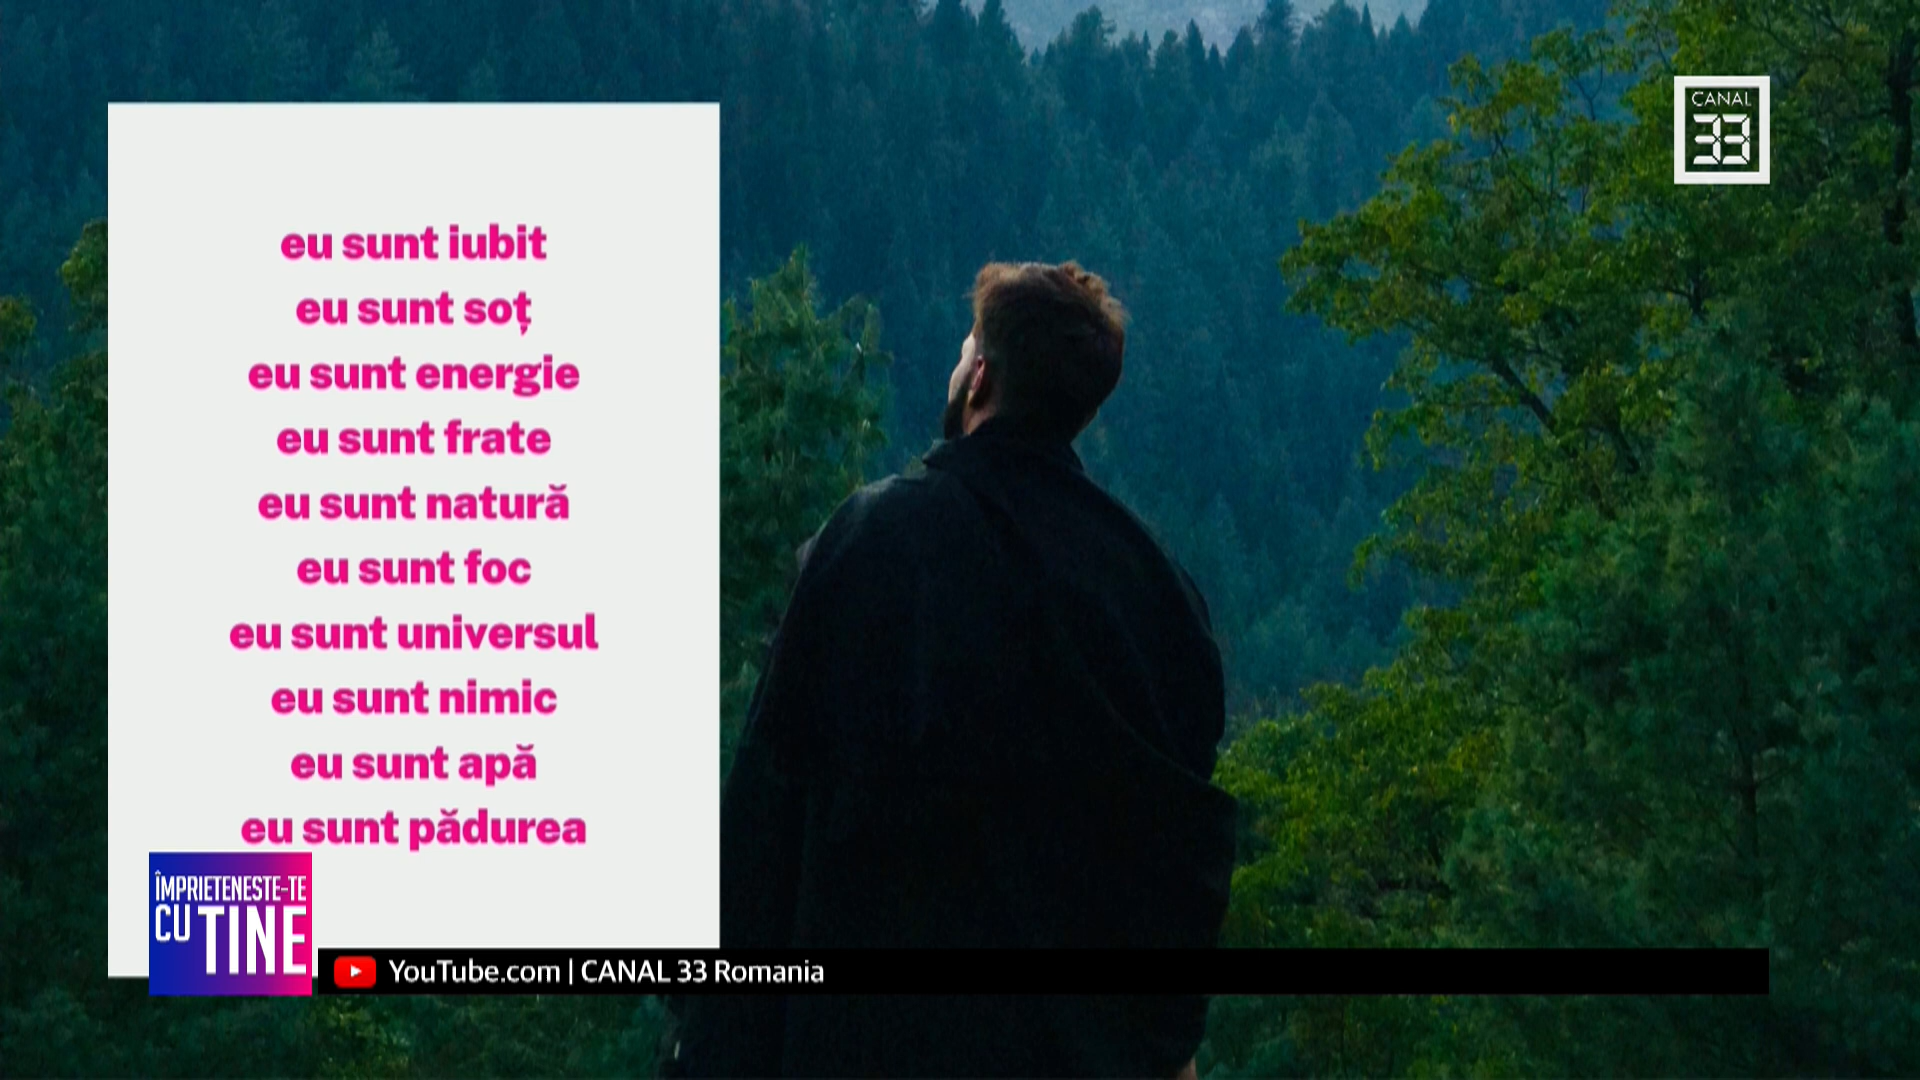 CANAL
33
eu sunt iubit
eu sunt soț
eu sunt energie
eu sunt frate
eu sunt natură
eu sunt foc
eu sunt universul
eu sunt nimic
eu sunt apă
eu sunt pădurea
ÎMPRIETENESTE-TE
CU TINE
YouTube.com | CANAL 33 Romania